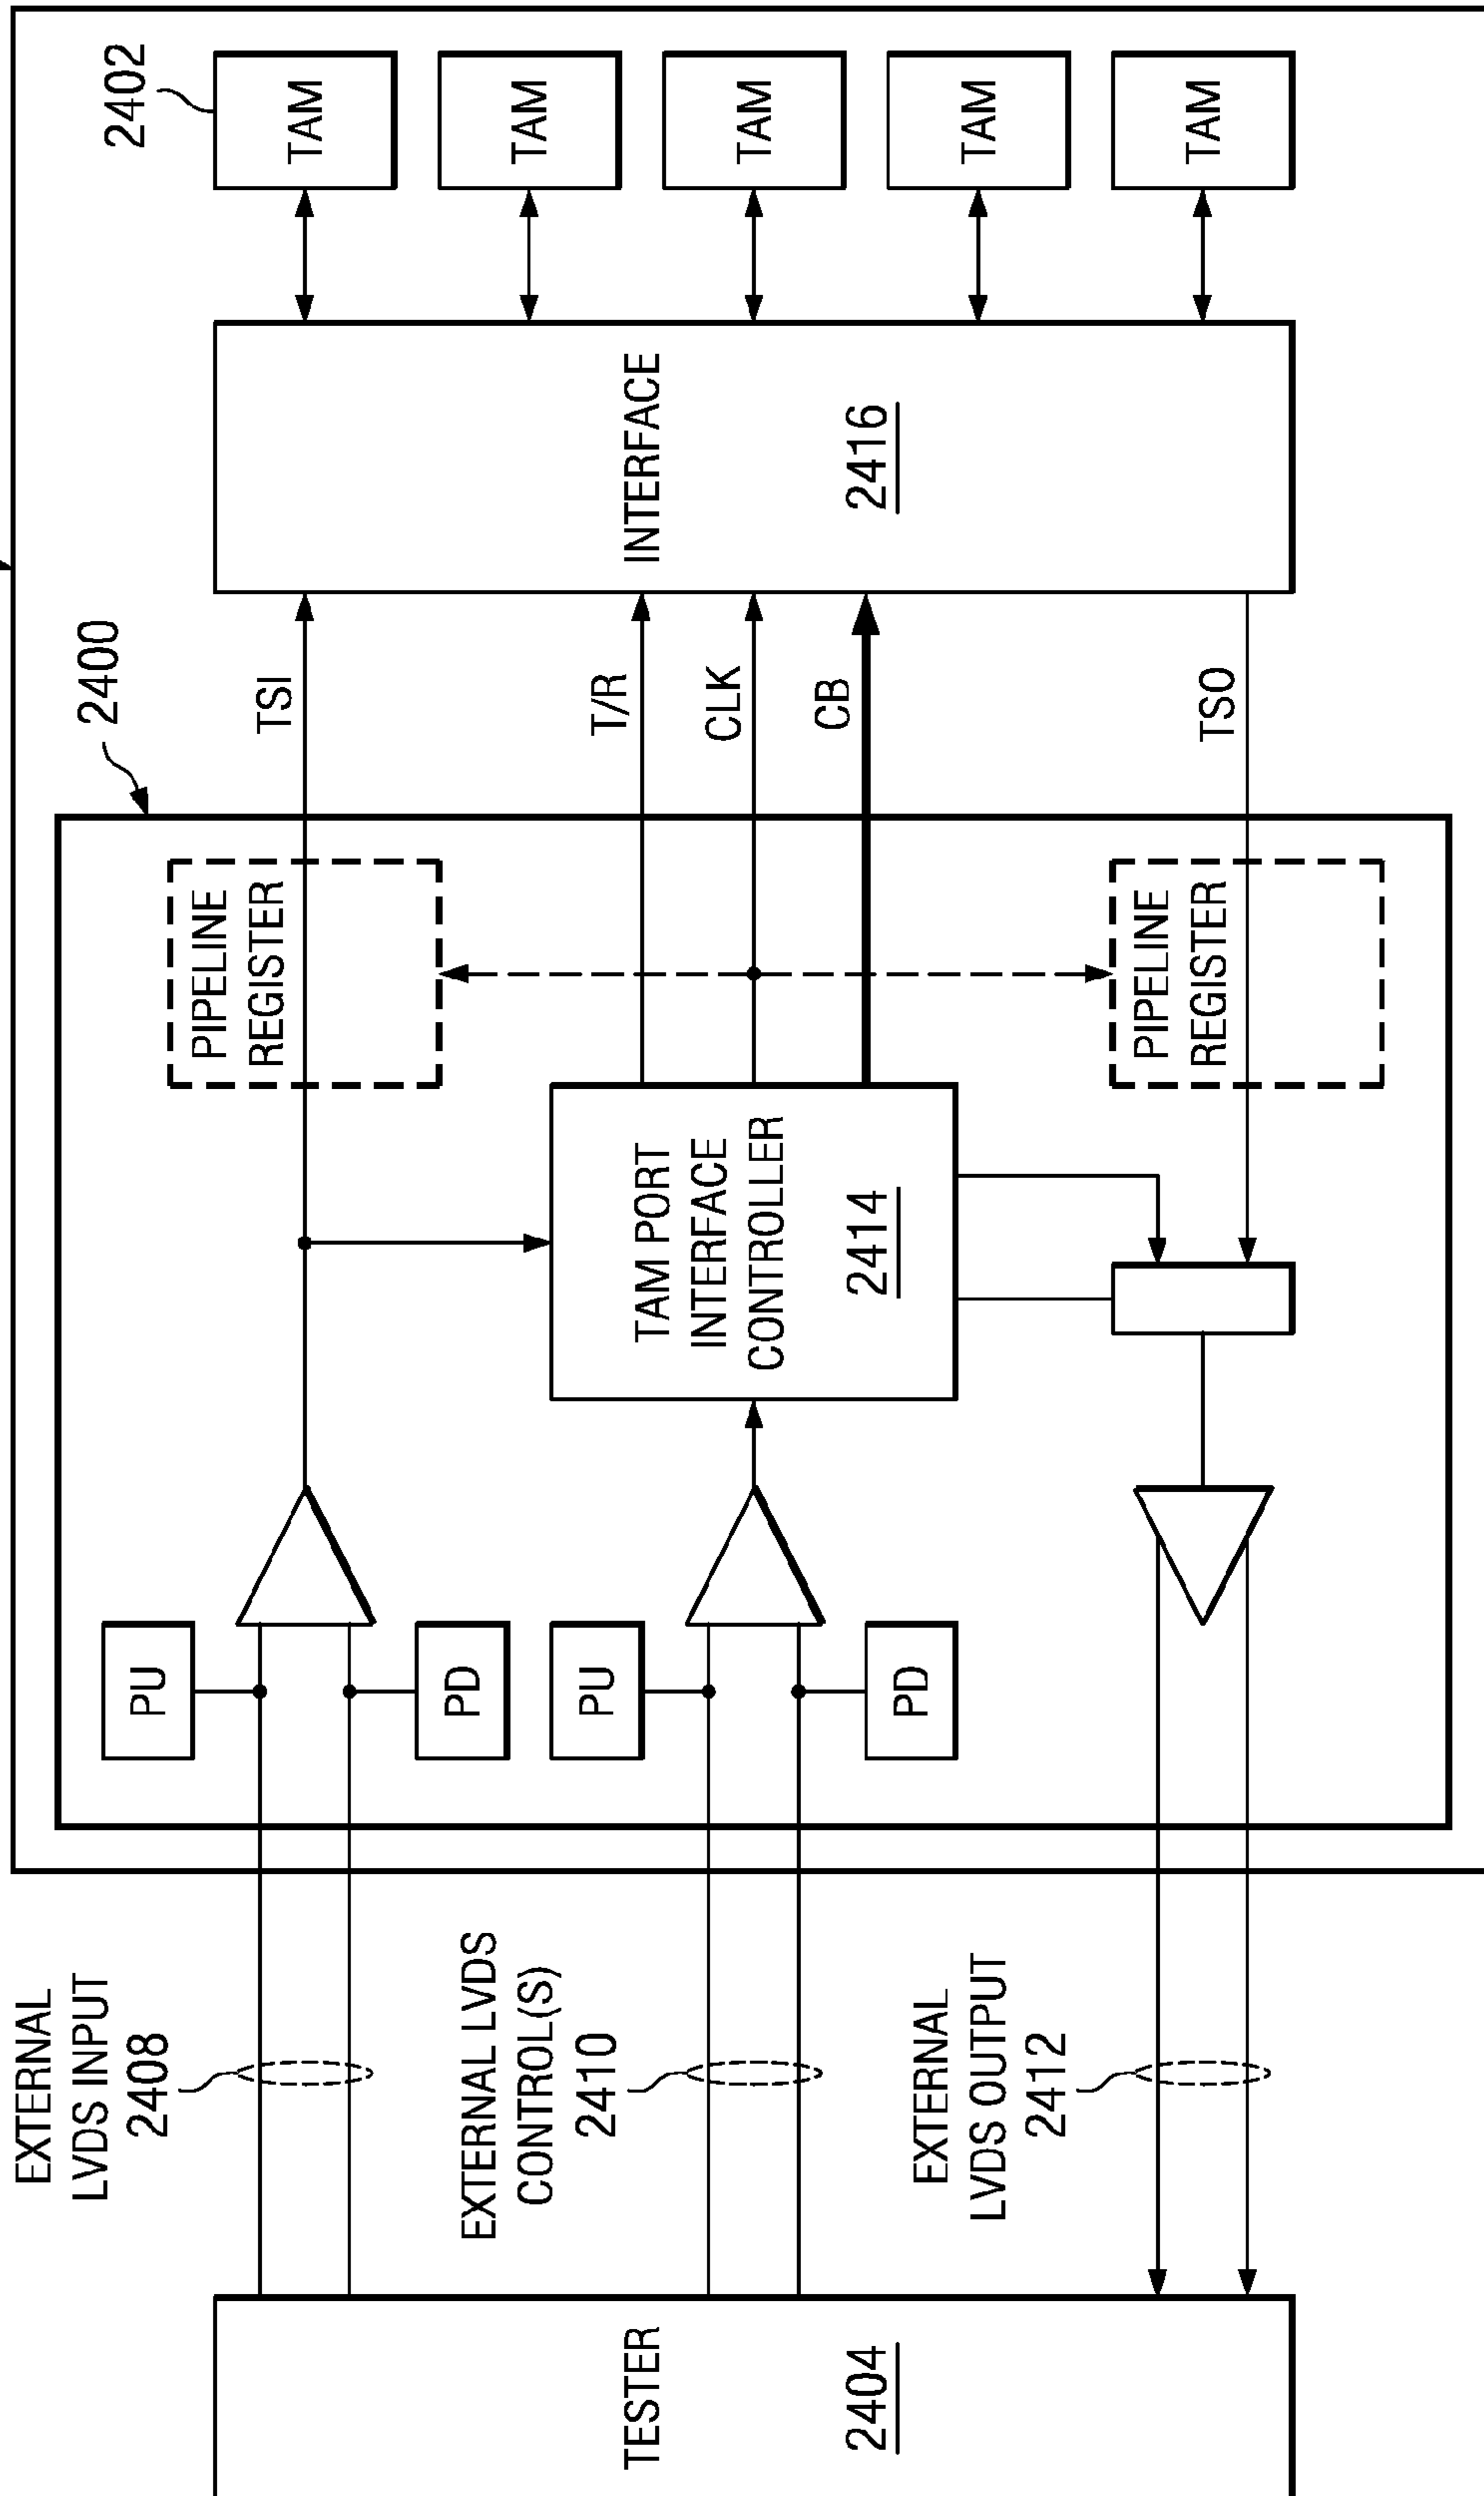 EXTERNAL
LVDS INPUT
2408
EXTERNAL LVDS
CONTROL(S)
2410
EXTERNAL
LVDS OUTPUT
2412
TESTER
2404
PU
PD
PU
PD
TAM PORT
INTERFACE
CONTROLLER
2414
PIPELINE
REGISTER
PIPELINE
REGISTER
2400
TSI
T/R
CLK
CB
TSO
INTERFACE
2416
2402
TAM
TAM
TAM
TAM
TAM